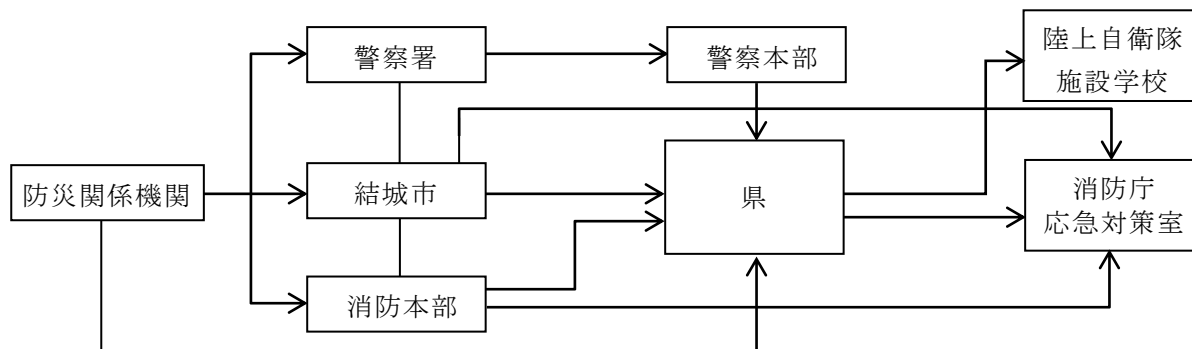 警察署
警察本部
陸上自衛隊
施設学校
防災関係機関
結城市
県
消防庁
応急対策室
消防本部